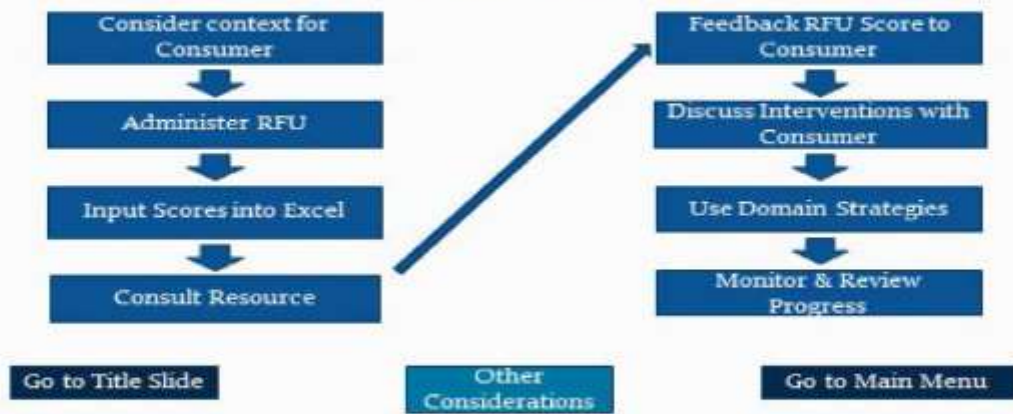 Consider context for
Consumer
Administer RFU
Input Scores into Excel
Consult Resource
Feedback RFU Score to
Consumer
Discuss Interventions with
Consumer
Use Domain Strategies
Monitor & Review
Progress
Go to Title Slide
Other
Considerations
Go to Main Menu